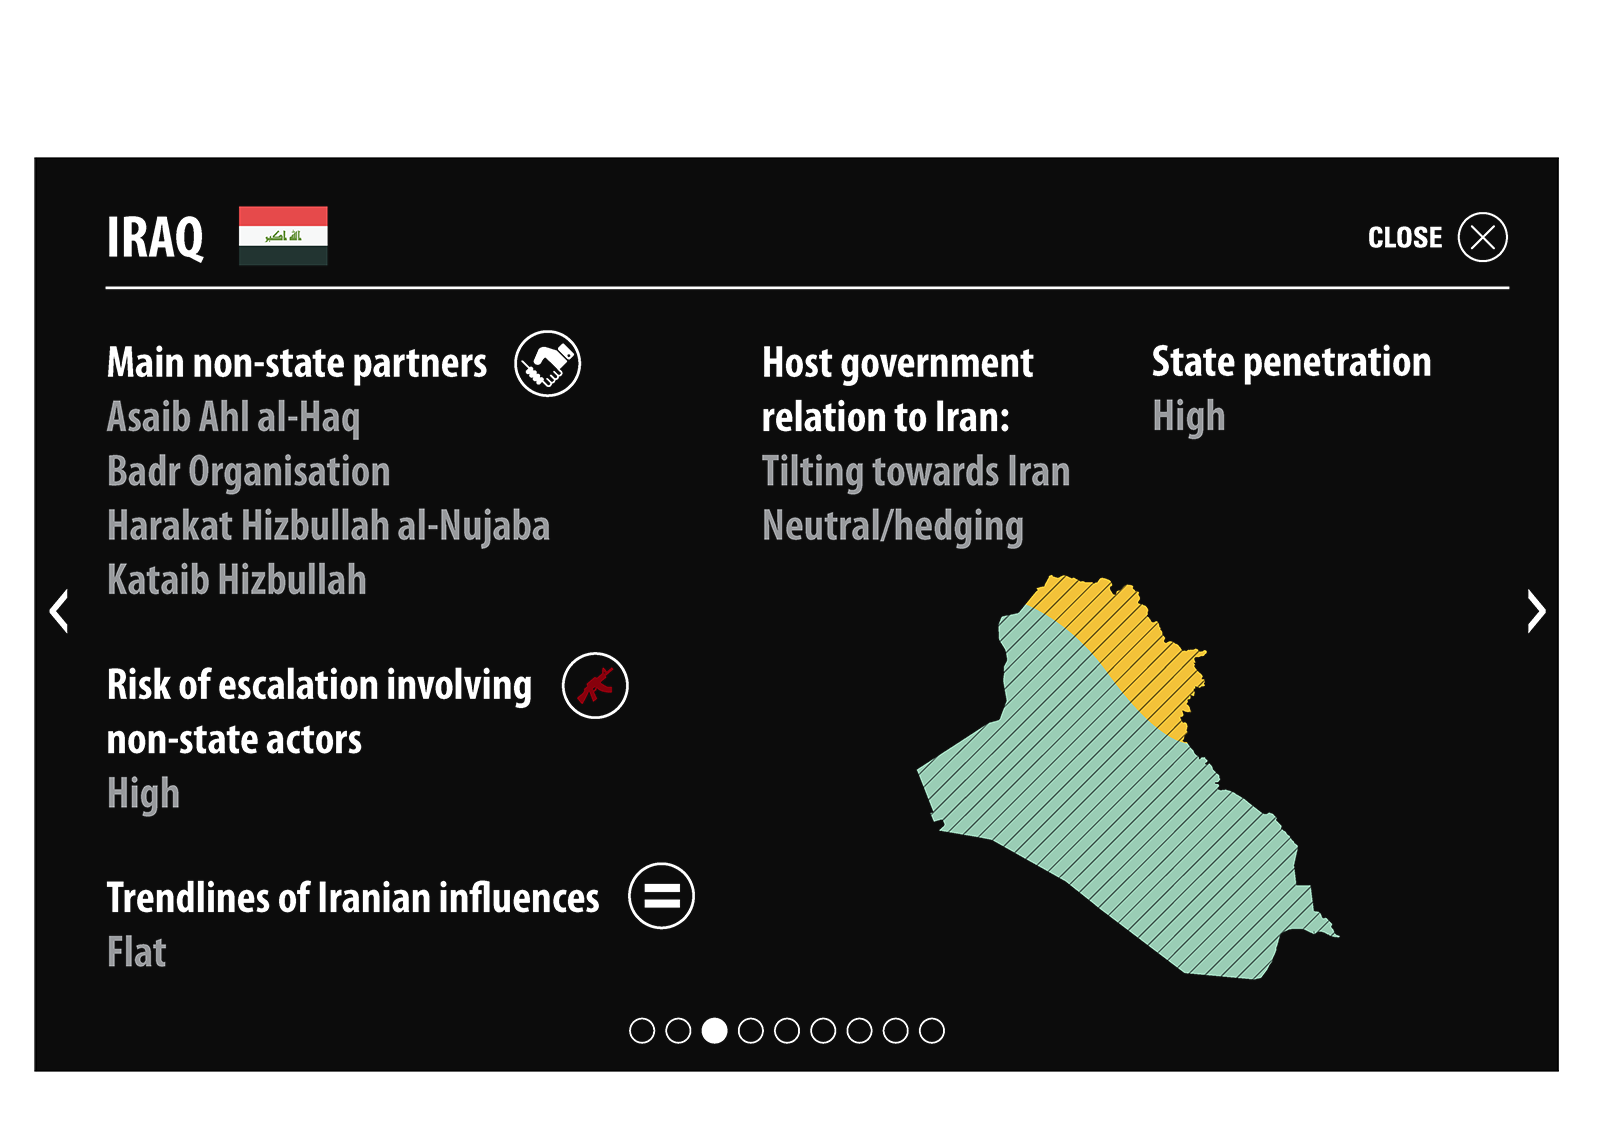 IRAQ
الله اكبر
CLOSE
Main non-state partners
Asaib Ahl al-Haq
Badr Organisation
Harakat Hizbullah al-Nujaba
Kataib Hizbullah
Risk of escalation involving
non-state actors
High
Trendlines of Iranian influences
Flat
Host government
relation to Iran:
Tilting towards Iran
Neutral/hedging
State penetration
High